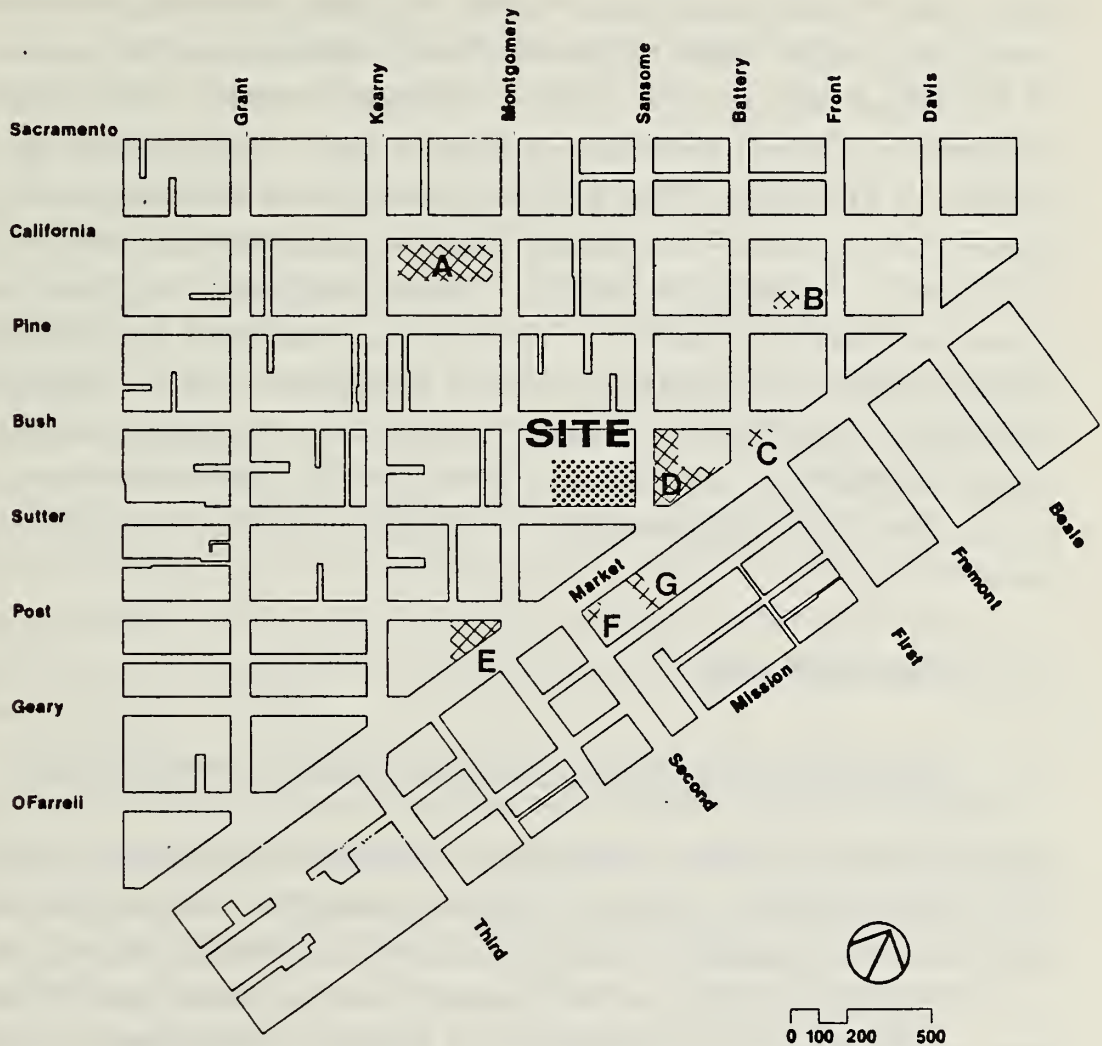 Grant
Kearny
Montgomery
Sansome
Battery
Front
Davis
Sacramento
California
A
B
Pine
Bush
SITE
C
D
Sutter
Market
G
F
Post
E
Geary
Mission
First
Fremont
Beale
Second
OFarrell
Third
0 100 200 500